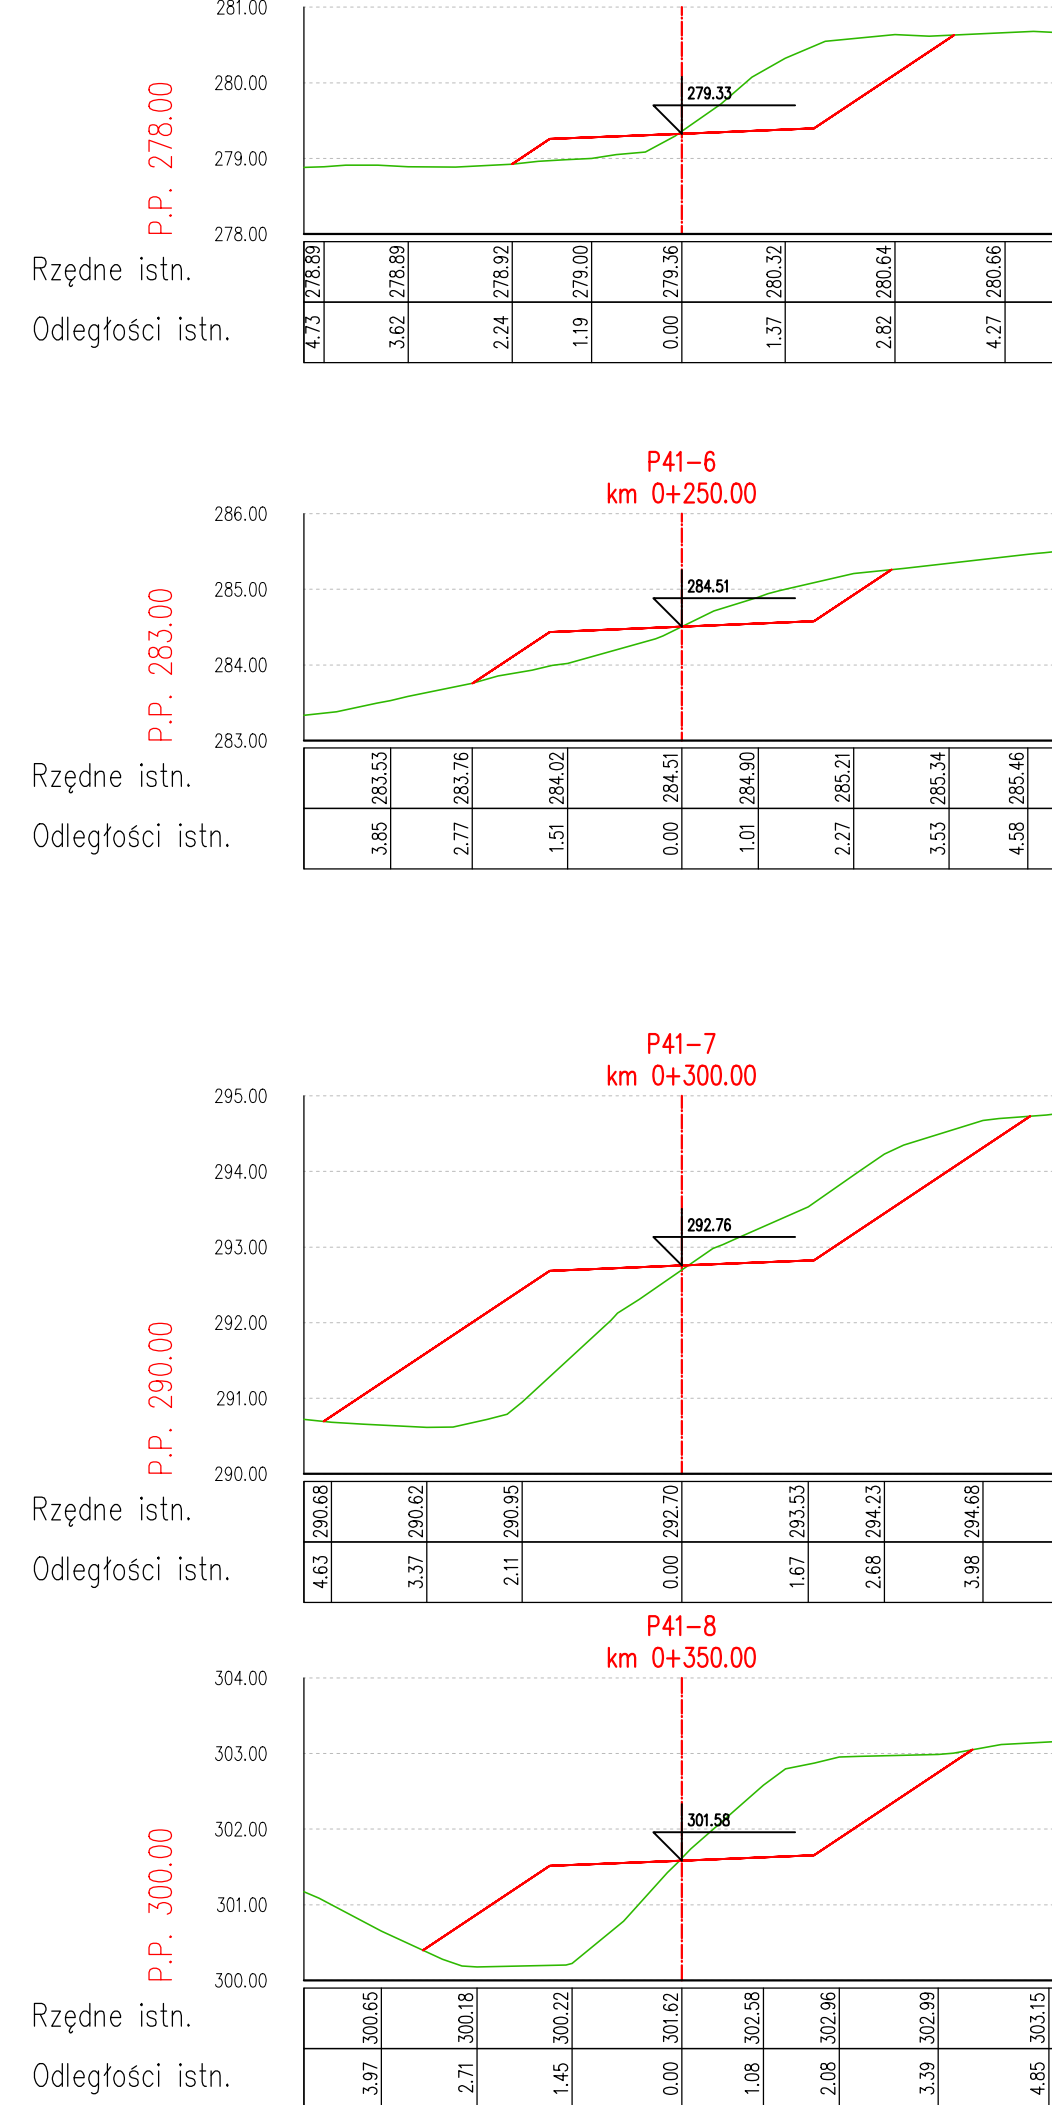 281.00
280.00
279.00
278.00
P.P. 278.00
279.33
Rzędne istn.
278.89 278.89 278.92 279.00 279.36 280.32 280.64 280.66
Odległości istn.
4.73 3.62 2.24 1.19 0.00 1.37 2.82 4.27
P41-6
km 0+250.00
286.00
285.00
284.00
283.00
P.P. 283.00
284.51
Rzędne istn.
283.53 283.76 284.02 284.51 284.90 285.21 285.34 285.46
Odległości istn.
3.85 2.77 1.51 0.00 1.01 2.27 3.53 4.58
P41-7
km 0+300.00
295.00
294.00
293.00
292.00
291.00
290.00
P.P. 290.00
292.76
Rzędne istn.
290.68 290.62 290.95 292.70 293.53 294.23 294.68
Odległości istn.
4.63 3.37 2.11 0.00 1.67 2.68 3.98
P41-8
km 0+350.00
304.00
303.00
302.00
301.00
300.00
P.P. 300.00
301.58
Rzędne istn.
300.65 300.18 300.22 301.62 302.58 302.96 302.99 303.15
Odległości istn.
3.97 2.71 1.45 0.00 1.08 2.08 3.39 4.85